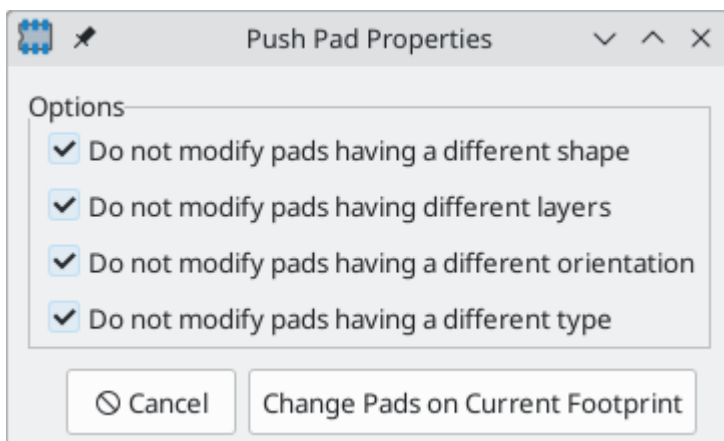 Push Pad Properties
Options
Do not modify pads having a different shape
Do not modify pads having different layers
Do not modify pads having a different orientation
Do not modify pads having a different type
Cancel
Change Pads on Current Footprint